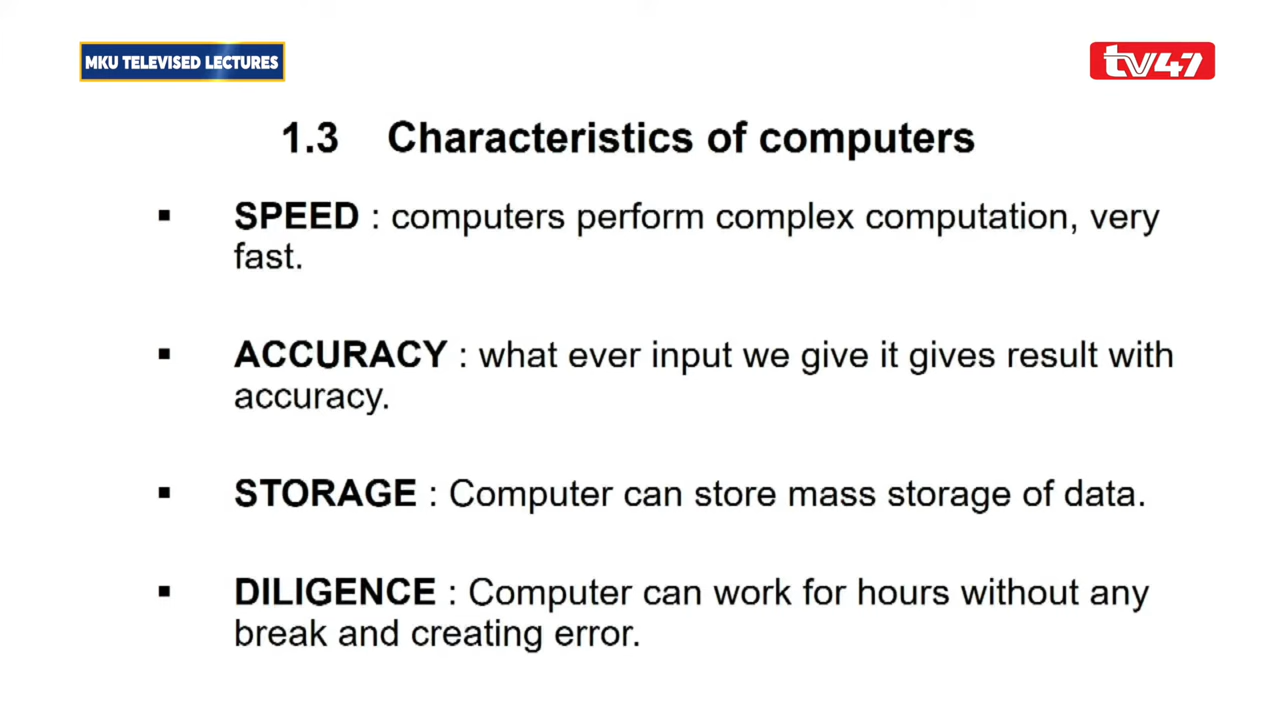 MKU TELEVISED LECTURES
tv47
1.3 Characteristics of computers
▪ SPEED : computers perform complex computation, very
fast.
▪ ACCURACY : what ever input we give it gives result with
accuracy.
▪ STORAGE : Computer can store mass storage of data.
▪ DILIGENCE : Computer can work for hours without any
break and creating error.